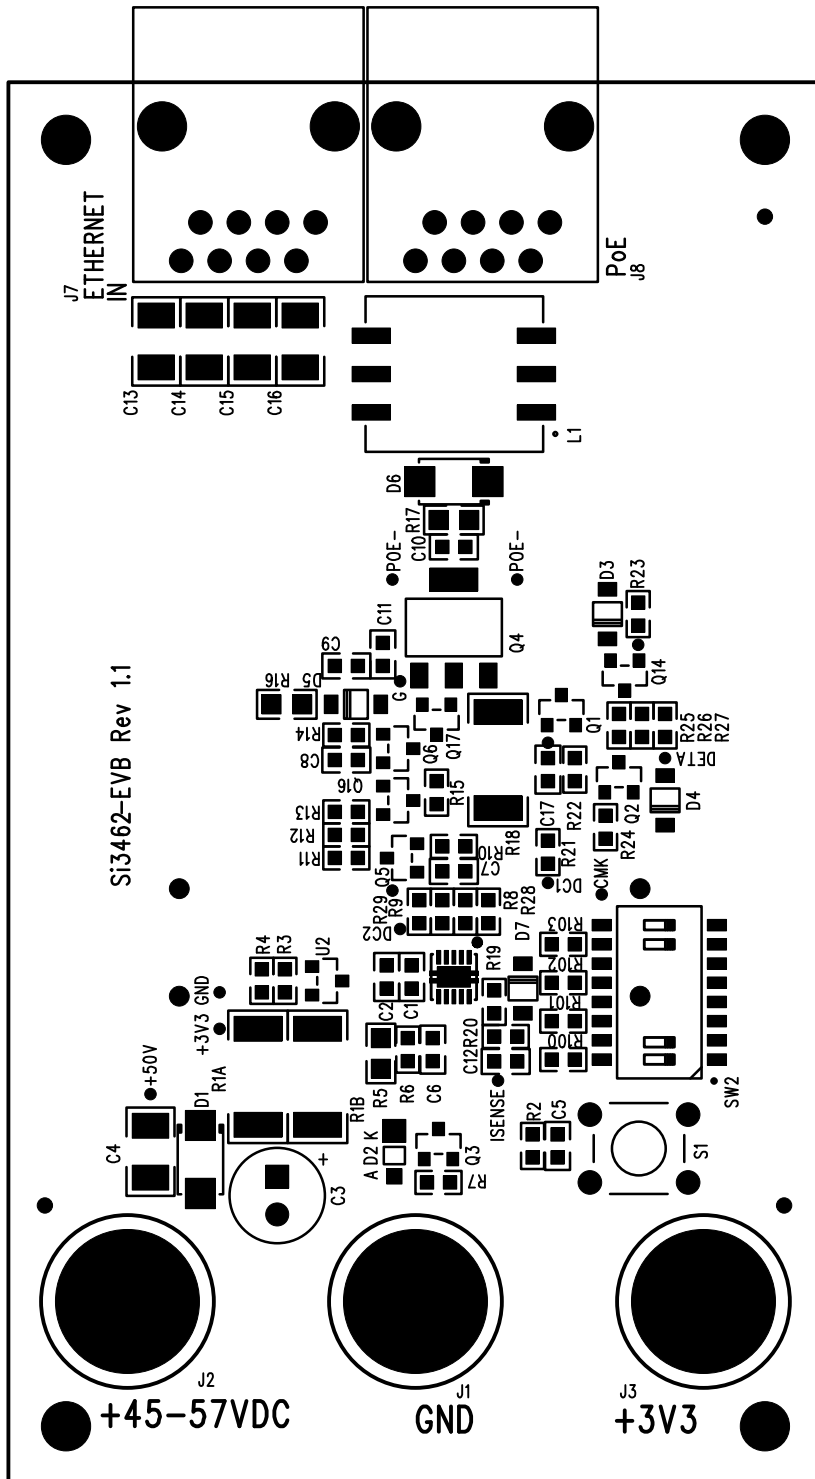 J7
ETHERNET
IN
PoE
J8
C13
C14
C15
C16
L1
D6
R17
C10
POE-
POE-
D3
R23
C11
C9
Q4
Q14
R16
D5
G
Q1
R25
R26
R27
R14
C8
Q6
Q17
DETA
Si3462-EVB Rev 1.1
Q16
R15
C17
R22
Q2
D4
R13
R12
R11
R18
R21
R24
Q5
R10
C7
DC1
CMK
R29
R9
R8
R28
DC2
D7
R103
R102
R101
R100
R4
R3
U2
R19
+3V3
GND
C2
C1
R20
C12
SW2
+50V
D1
R1A
R1B
R5
R6
C6
ISENSE
R2
C5
S1
C4
A D2 K
Q3
R7
+
C3
J2
+45-57VDC
J1
GND
J3
+3V3